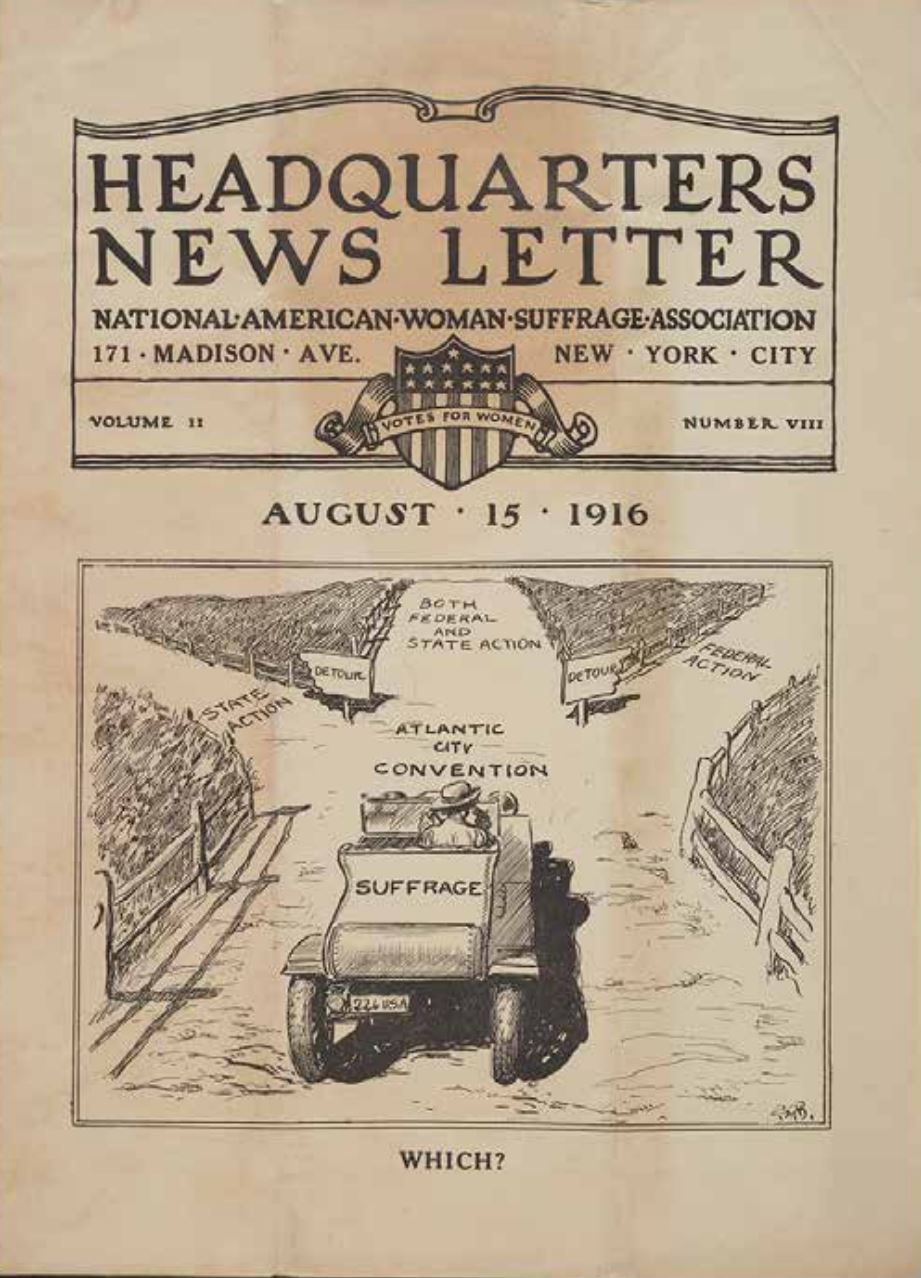 HEADQUARTERS
NEWS LETTER
NATIONAL·AMERICAN·WOMAN·SUFFRAGE·ASSOCIATION
171 · MADISON · AVE.
NEW · YORK · CITY
VOLUME II
VOTES FOR WOMEN
NUMBER VIII
AUGUST · 15 · 1916
BOTH
FEDERAL
AND
STATE ACTION
DETOUR
DETOUR
FEDERAL
ACTION
STATE
ACTION
ATLANTIC
CITY
CONVENTION
SUFFRAGE
226 USA
WHICH?